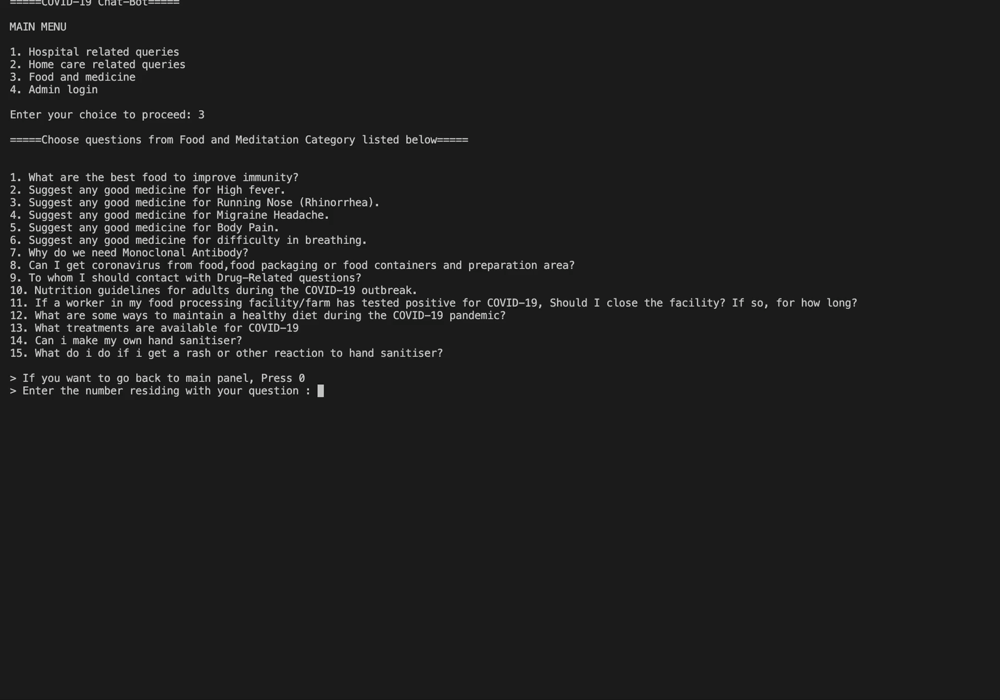 =====COVID-19 Chat-Bot=====
MAIN MENU
1. Hospital related queries
2. Home care related queries
3. Food and medicine
4. Admin login
Enter your choice to proceed: 3
=====Choose questions from Food and Meditation Category listed below=====
1. What are the best food to improve immunity?
2. Suggest any good medicine for High fever.
3. Suggest any good medicine for Running Nose (Rhinorrhea).
4. Suggest any good medicine for Migraine Headache.
5. Suggest any good medicine for Body Pain.
6. Suggest any good medicine for difficulty in breathing.
7. Why do we need Monoclonal Antibody?
8. Can I get coronavirus from food,food packaging or food containers and preparation area?
9. To whom I should contact with Drug-Related questions?
10. Nutrition guidelines for adults during the COVID-19 outbreak.
11. If a worker in my food processing facility/farm has tested positive for COVID-19, Should I close the facility? If so, for how long?
12. What are some ways to maintain a healthy diet during the COVID-19 pandemic?
13. What treatments are available for COVID-19
14. Can i make my own hand sanitiser?
15. What do i do if i get a rash or other reaction to hand sanitiser?
> If you want to go back to main panel, Press 0
> Enter the number residing with your question :